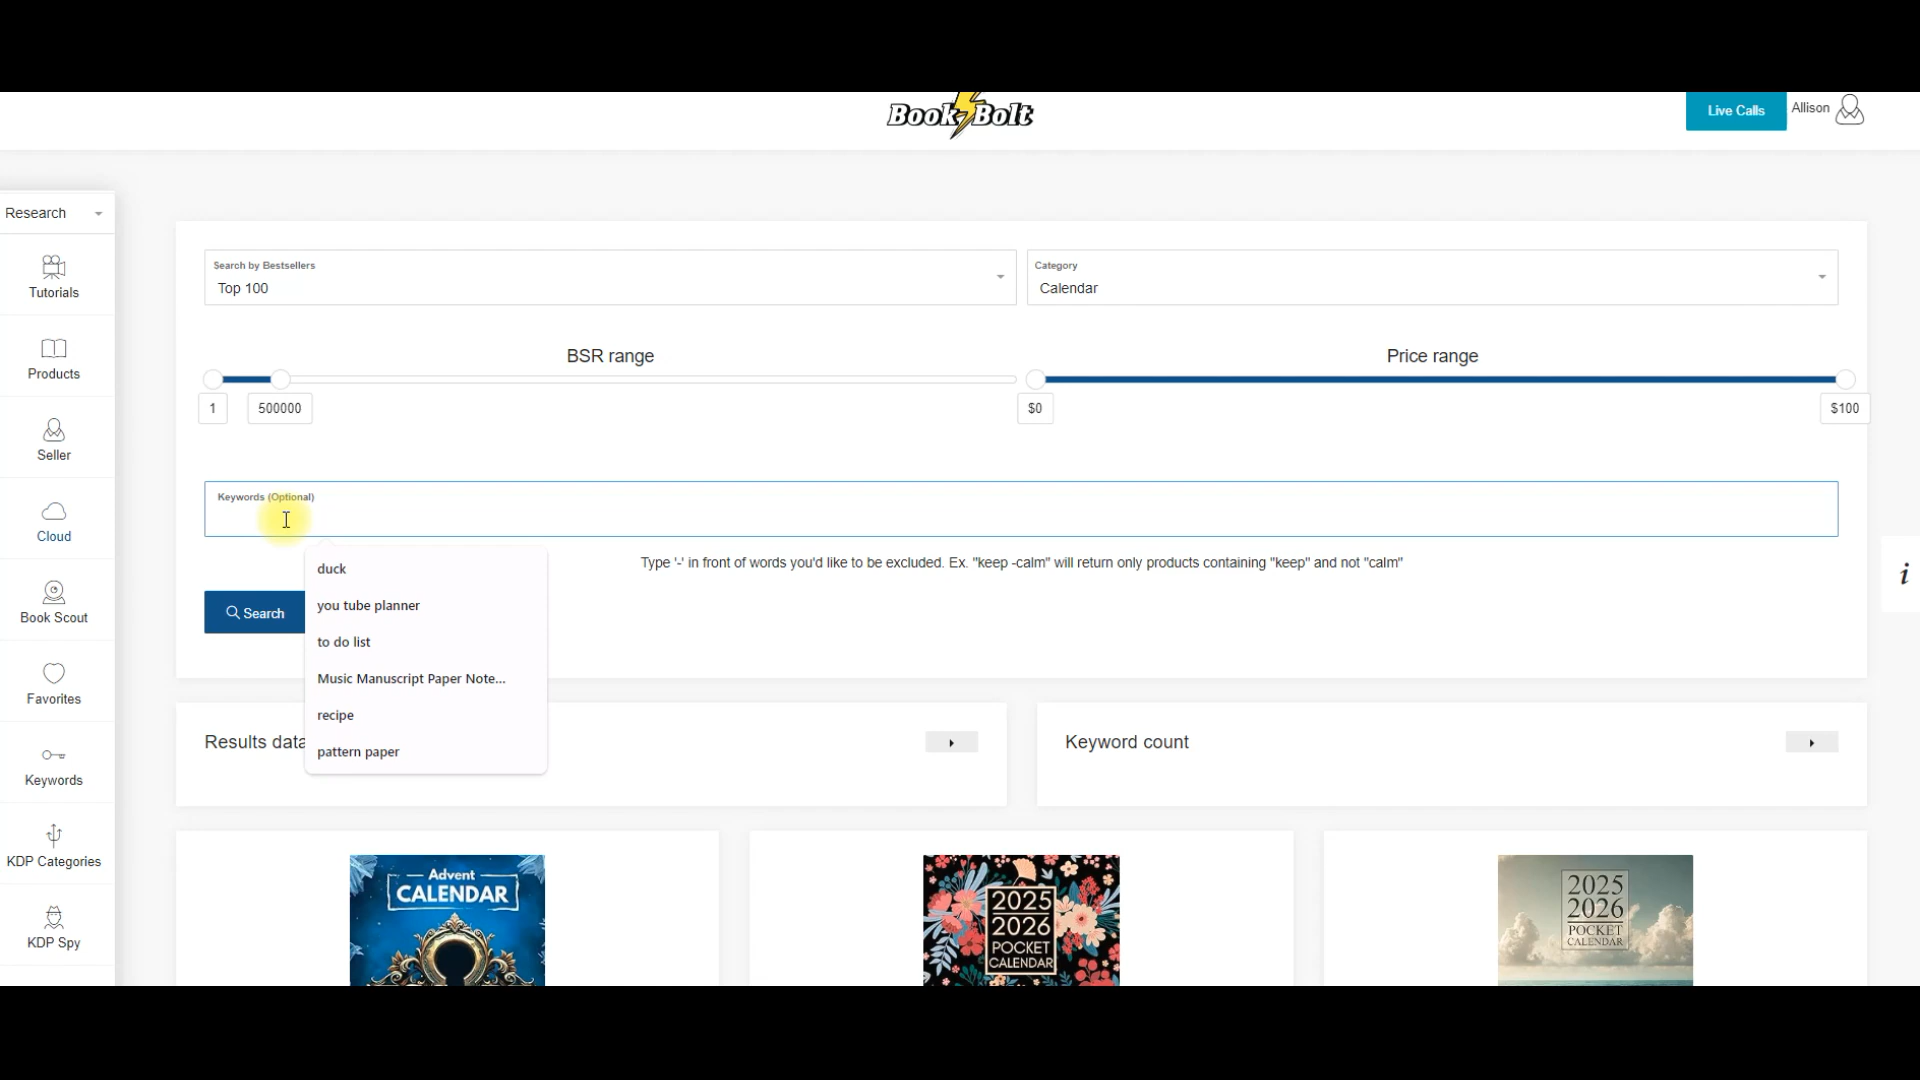 Book Bolt
Live Calls
Allison
Research
Tutorials
Products
Seller
Cloud
Book Scout
Favorites
Keywords
KDP Categories
KDP Spy
Search by Bestsellers
Top 100
Category
Calendar
BSR range
Price range
1
500000
$0
$100
Keywords (Optional)
Type '-' in front of words you'd like to be excluded. Ex. "keep -calm" will return only products containing "keep" and not "calm"
duck
you tube planner
to do list
Music Manuscript Paper Note...
recipe
pattern paper
Search
i
Results data
Keyword count
Advent
CALENDAR
2025
2026
POCKET
CALENDAR
2025
2026
POCKET
CALENDAR